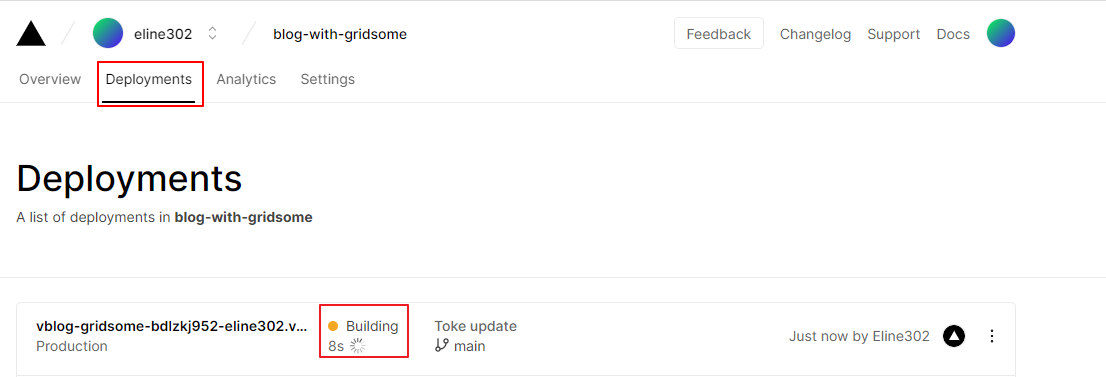 eline302 blog-with-gridsome Feedback Changelog Support Docs
Overview Deployments Analytics Settings
Deployments
A list of deployments in blog-with-gridsome
vblog-gridsome-bdlzkj952-eline302.v... Building Toke update
Production 8s main
Just now by Eline302